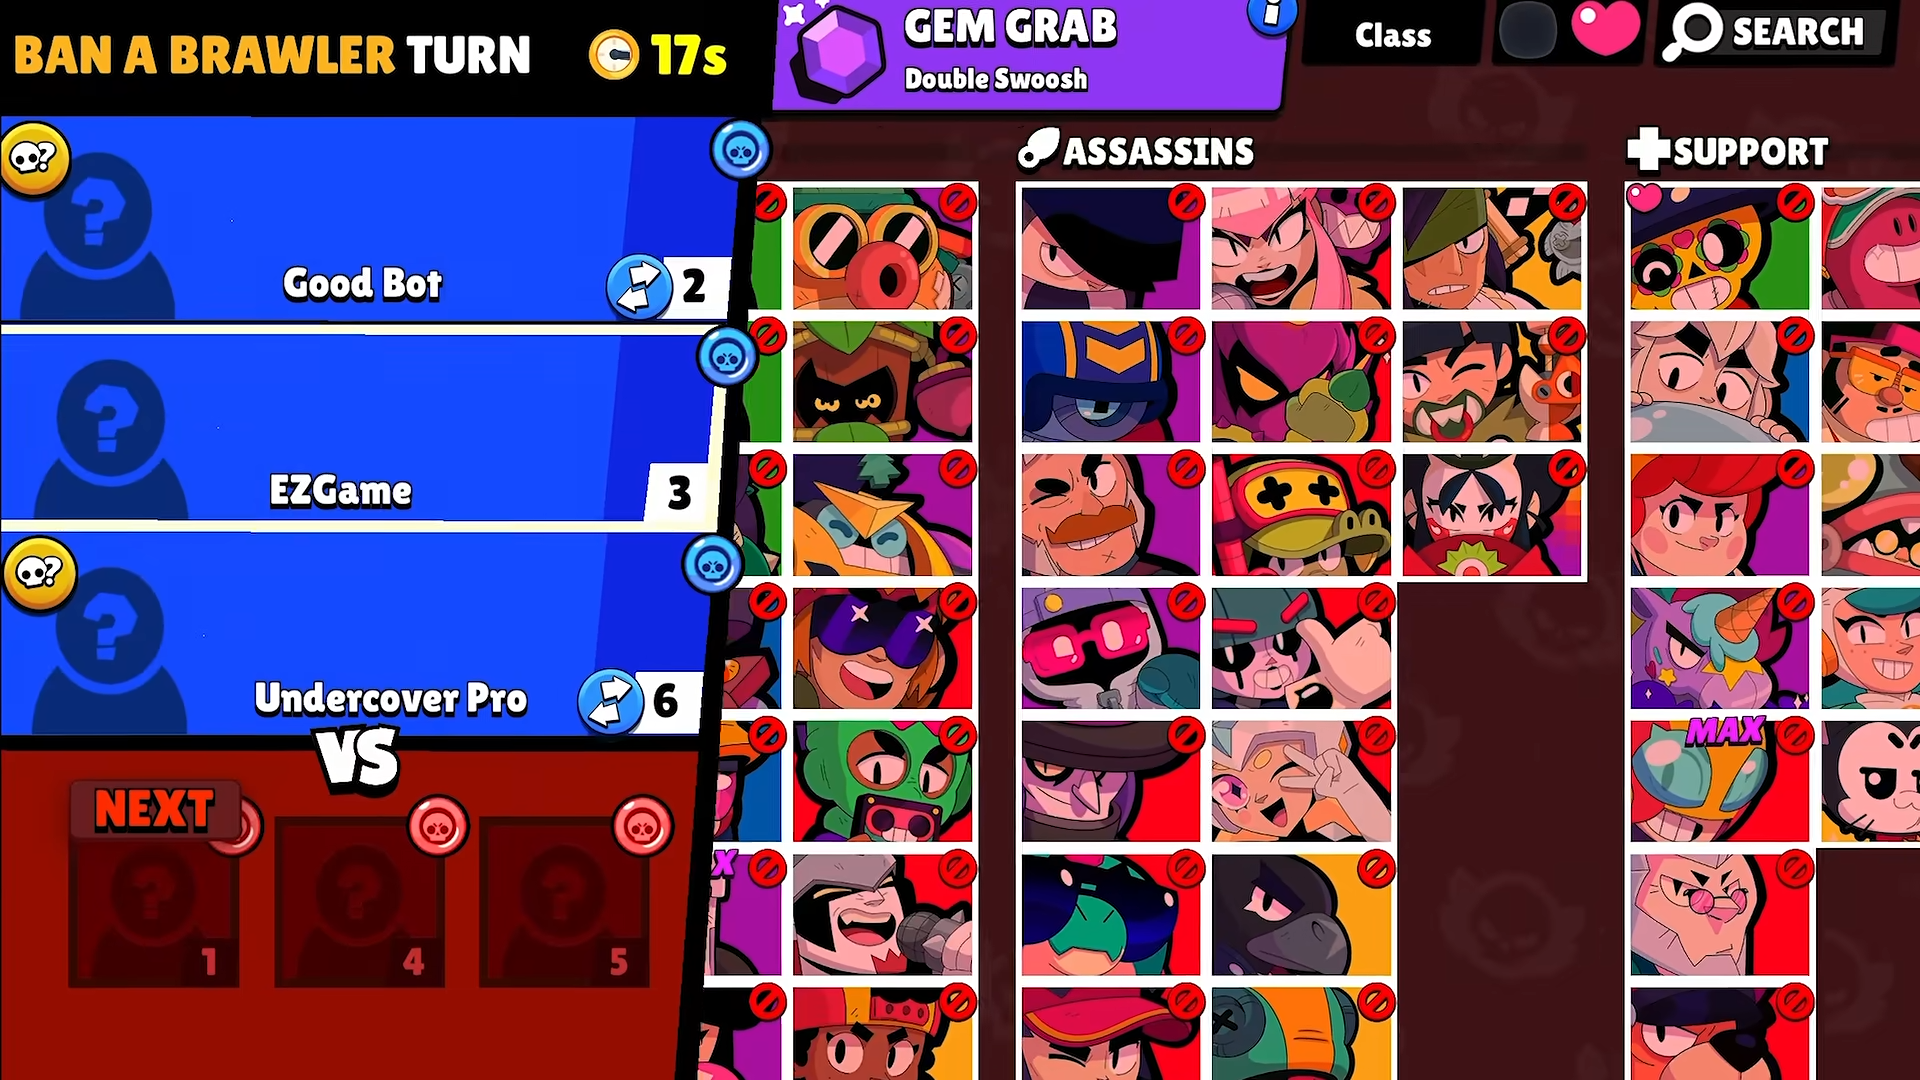 BAN A BRAWLER TURN
17s
GEM GRAB
Double Swoosh
i
Class
SEARCH
ASSASSINS
SUPPORT
?
?
Good Bot
2
?
EZGame
3
?
?
Undercover Pro
6
VS
NEXT
?
1
?
4
?
5
MAX
X